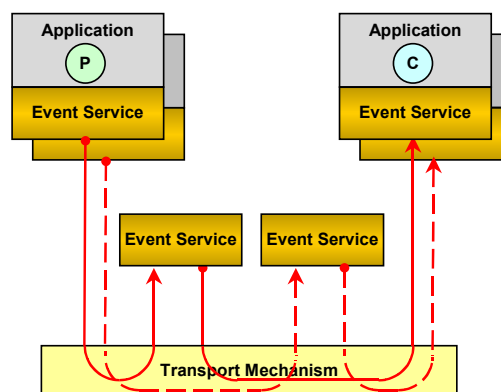 Application
P
Event Service
Application
C
Event Service
Event Service
Event Service
Transport Mechanism